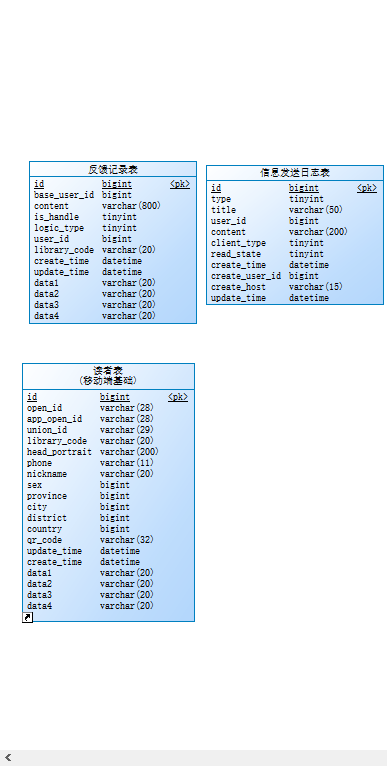 反馈记录表
id bigint <pk>
base_user_id bigint
content varchar(800)
is_handle tinyint
logic_type tinyint
user_id bigint
library_code varchar(20)
create_time datetime
update_time datetime
data1 varchar(20)
data2 varchar(20)
data3 varchar(20)
data4 varchar(20)
信息发送日志表
id bigint <pk>
type tinyint
title varchar(50)
user_id bigint
content varchar(200)
client_type tinyint
read_state tinyint
create_time datetime
create_user_id bigint
create_host varchar(15)
update_time datetime
读者表
(移动端基础)
id bigint <pk>
open_id varchar(28)
app_open_id varchar(28)
union_id varchar(29)
library_code varchar(20)
head_portrait varchar(200)
phone varchar(11)
nickname varchar(20)
sex bigint
province bigint
city bigint
district bigint
country bigint
qr_code varchar(32)
update_time datetime
create_time datetime
data1 varchar(20)
data2 varchar(20)
data3 varchar(20)
data4 varchar(20)